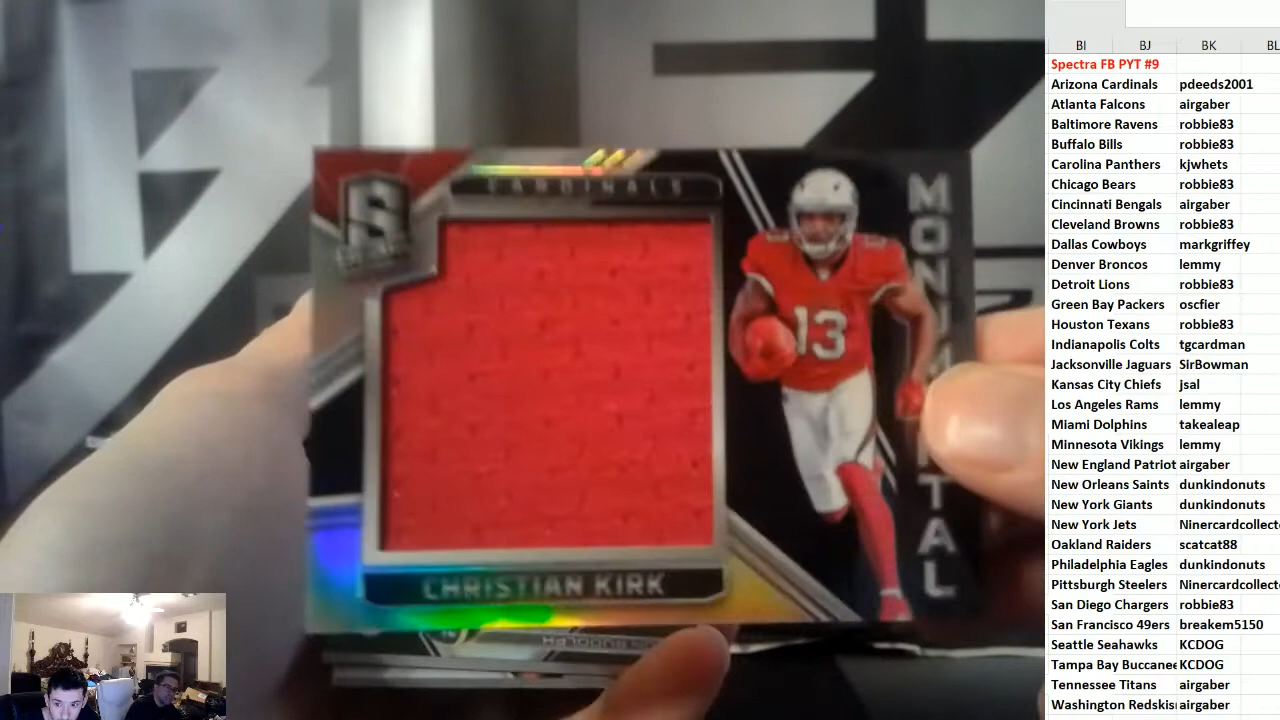 CARDINALS
13
CHRISTIAN KIRK
BI BJ BK BL
Spectra FB PYT #9
Arizona Cardinals pdeeds2001
Atlanta Falcons airgaber
Baltimore Ravens robbie83
Buffalo Bills robbie83
Carolina Panthers kjwhets
Chicago Bears robbie83
Cincinnati Bengals airgaber
Cleveland Browns robbie83
Dallas Cowboys markgriffey
Denver Broncos lemmy
Detroit Lions robbie83
Green Bay Packers oscfier
Houston Texans robbie83
Indianapolis Colts tgcardman
Jacksonville Jaguars SirBowman
Kansas City Chiefs jsal
Los Angeles Rams lemmy
Miami Dolphins takealeap
Minnesota Vikings lemmy
New England Patriot airgaber
New Orleans Saints dunkindonuts
New York Giants dunkindonuts
New York Jets Ninercardcollect
Oakland Raiders scatcat88
Philadelphia Eagles dunkindonuts
Pittsburgh Steelers Ninercardcollect
San Diego Chargers robbie83
San Francisco 49ers breakem5150
Seattle Seahawks KCDOG
Tampa Bay Buccanee KCDOG
Tennessee Titans airgaber
Washington Redskis airgaber